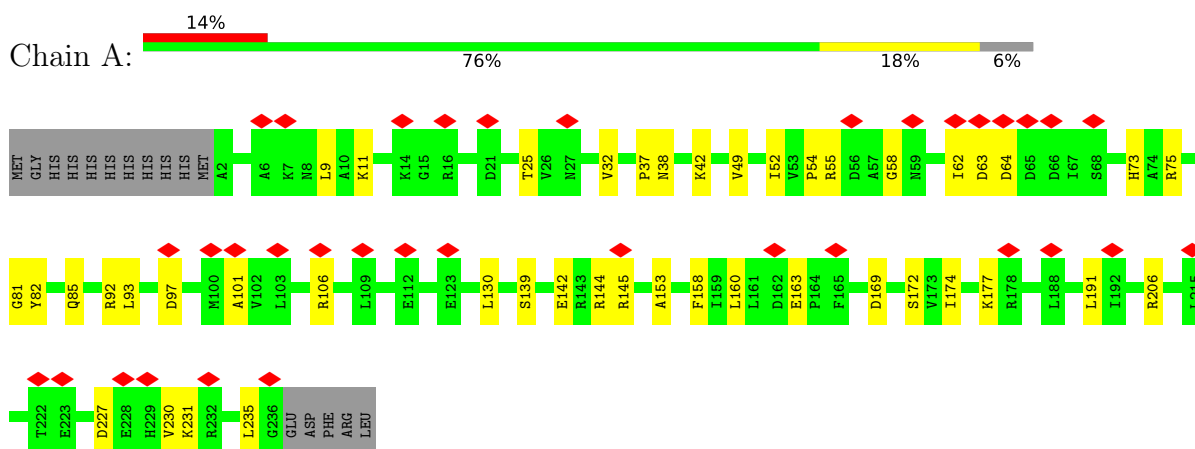 14%
Chain A:
76% 18% 6%
MET GLY HIS HIS HIS HIS HIS HIS HIS HIS MET A2 A6 K7 N8 L9 A10 K11 K14 G15 R16 D21 T25 V26 N27 V32 P37 N38 K42 V49 I52 V53 P54 R55 D56 A57 G58 N59 I62 D63 D64 D65 D66 I67 S68 H73 A74 R75
G81 Y82 Q85 R92 L93 D97 M100 A101 V102 L103 R106 L109 E112 E123 L130 S139 E142 R143 R144 R145 A153 F158 I159 L160 L161 D162 E163 P164 F165 D169 S172 V173 I174 K177 R178 L188 L191 I192 R206
T222 E223 D227 E228 H229 V230 K231 R232 L235 G236 GLU ASP PHE ARG LEU